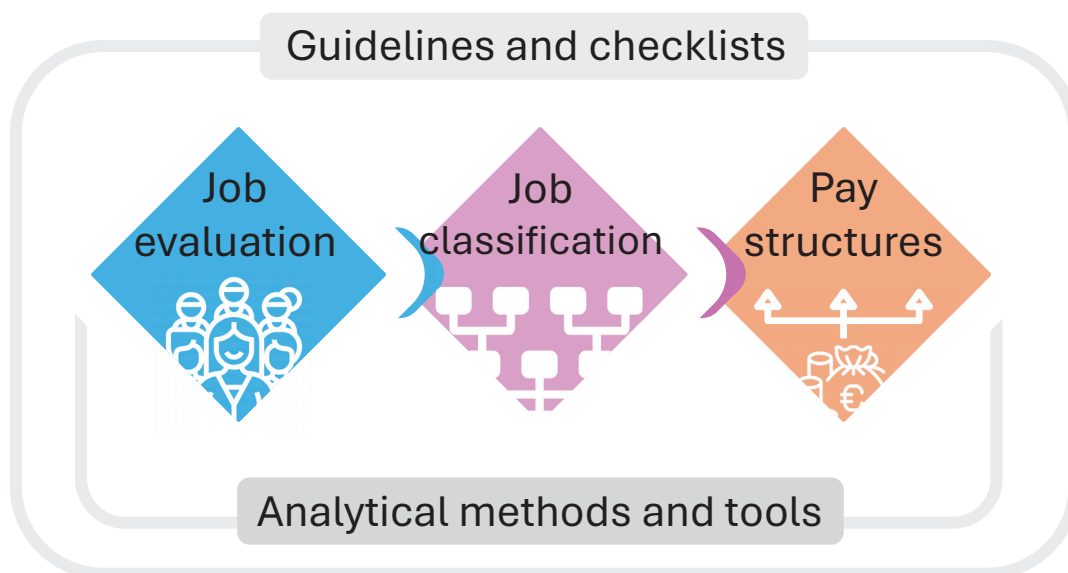 Guidelines and checklists
Job
evaluation
Job
classification
Pay
structures
€
Analytical methods and tools